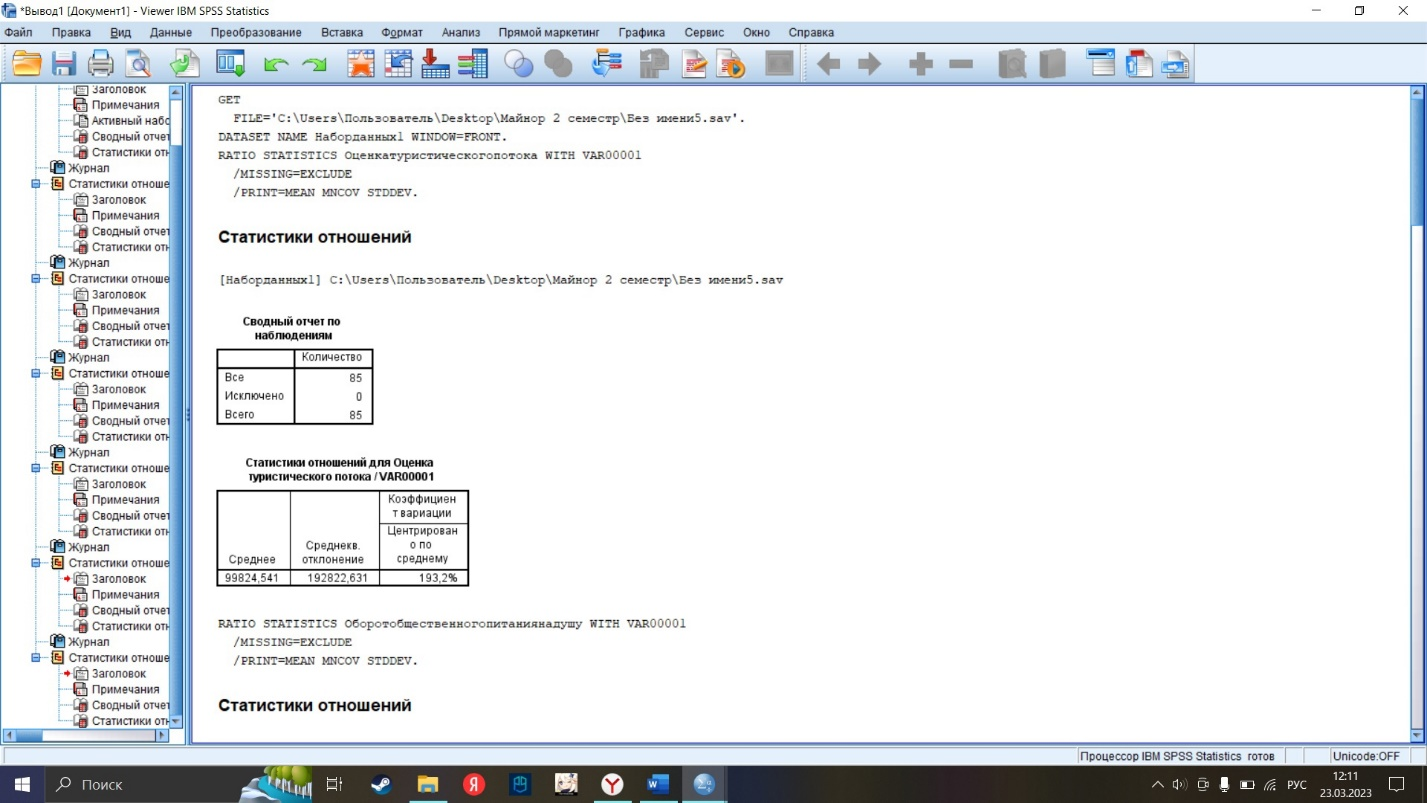 *Вывод1 [Документ1] - Viewer IBM SPSS Statistics
Файл Правка Вид Данные Преобразование Вставка Формат Анализ Прямой маркетинг Графика Сервис Окно Справка
Заголовок
Примечания
Активный набс
Сводный отчет
Статистики отн
Журнал
Статистики отноше
Заголовок
Примечания
Сводный отчет
Статистики отн
Журнал
Статистики отноше
Заголовок
Примечания
Сводный отчет
Статистики отн
Журнал
Статистики отноше
Заголовок
Примечания
Сводный отчет
Статистики отн
Журнал
Статистики отноше
Заголовок
Примечания
Сводный отчет
Статистики отн
Журнал
Статистики отноше
Заголовок
Примечания
Сводный отчет
Статистики отн
Журнал
Статистики отноше
Заголовок
Примечания
Сводный отчет
Статистики отн
GET
FILE='C:\Users\Пользователь\Desktop\Майнор 2 семестр\Без имени5.sav'.
DATASET NAME Наборданных1 WINDOW=FRONT.
RATIO STATISTICS Оценкатуристическогопотока WITH VAR00001
/MISSING=EXCLUDE
/PRINT=MEAN MNCOV STDDEV.
Статистики отношений
[Наборданных1] C:\Users\Пользователь\Desktop\Майнор 2 семестр\Без имени5.sav
Сводный отчет по
наблюдениям
Количество
Все 85
Исключено 0
Всего 85
Статистики отношений для Оценка
туристического потока / VAR00001
Среднее
Среднекв.
отклонение
Коэффициен
т вариации
Центрирован
о по
среднему
99824,541 192822,631 193,2%
RATIO STATISTICS Оборотобщественногопитаниянадушу WITH VAR00001
/MISSING=EXCLUDE
/PRINT=MEAN MNCOV STDDEV.
Статистики отношений
Процессор IBM SPSS Statistics готов Unicode:OFF
Поиск
РУС
12:11
23.03.2023